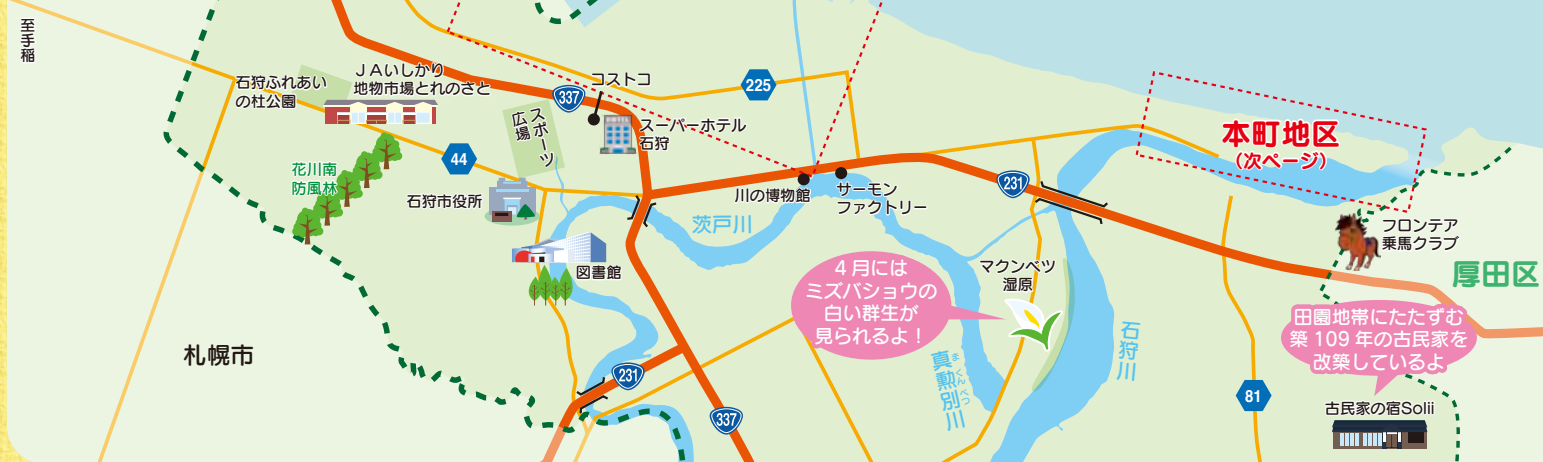 至手稲
石狩ふれあい
の杜公園
JAいしかり
地物市場とれのさと
花川南
防風林
44
石狩市役所
スポーツ
広場
337
コストコ
スーパーホテル
石狩
225
図書館
札幌市
231
337
茨戸川
川の博物館
サーモン
ファクトリー
231
4月には
ミズバショウの
白い群生が
見られるよ!
マクンベツ
湿原
真勲別川
まくんべつ
石狩川
本町地区
(次ページ)
フロンテア
乗馬クラブ
厚田区
田園地帯にたたずむ
築109年の古民家を
改築しているよ
81
古民家の宿Solii